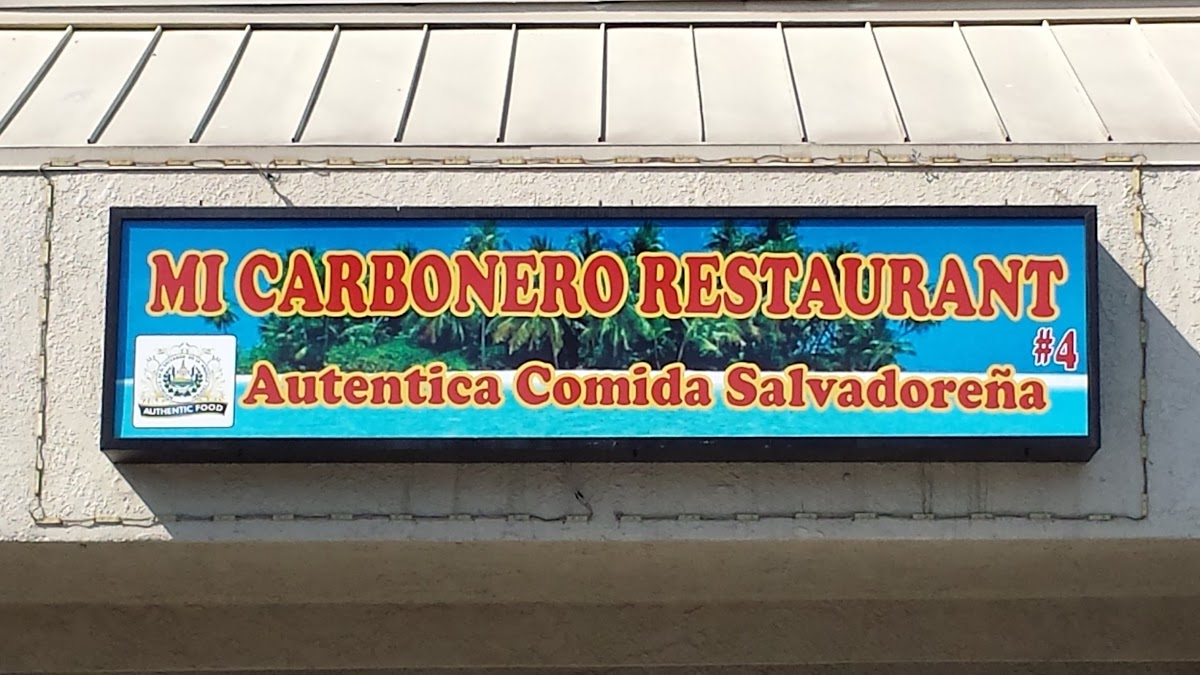 MI CARBONERO RESTAURANT
#4
Autentica Comida Salvadoreña
AUTHENTIC FOOD